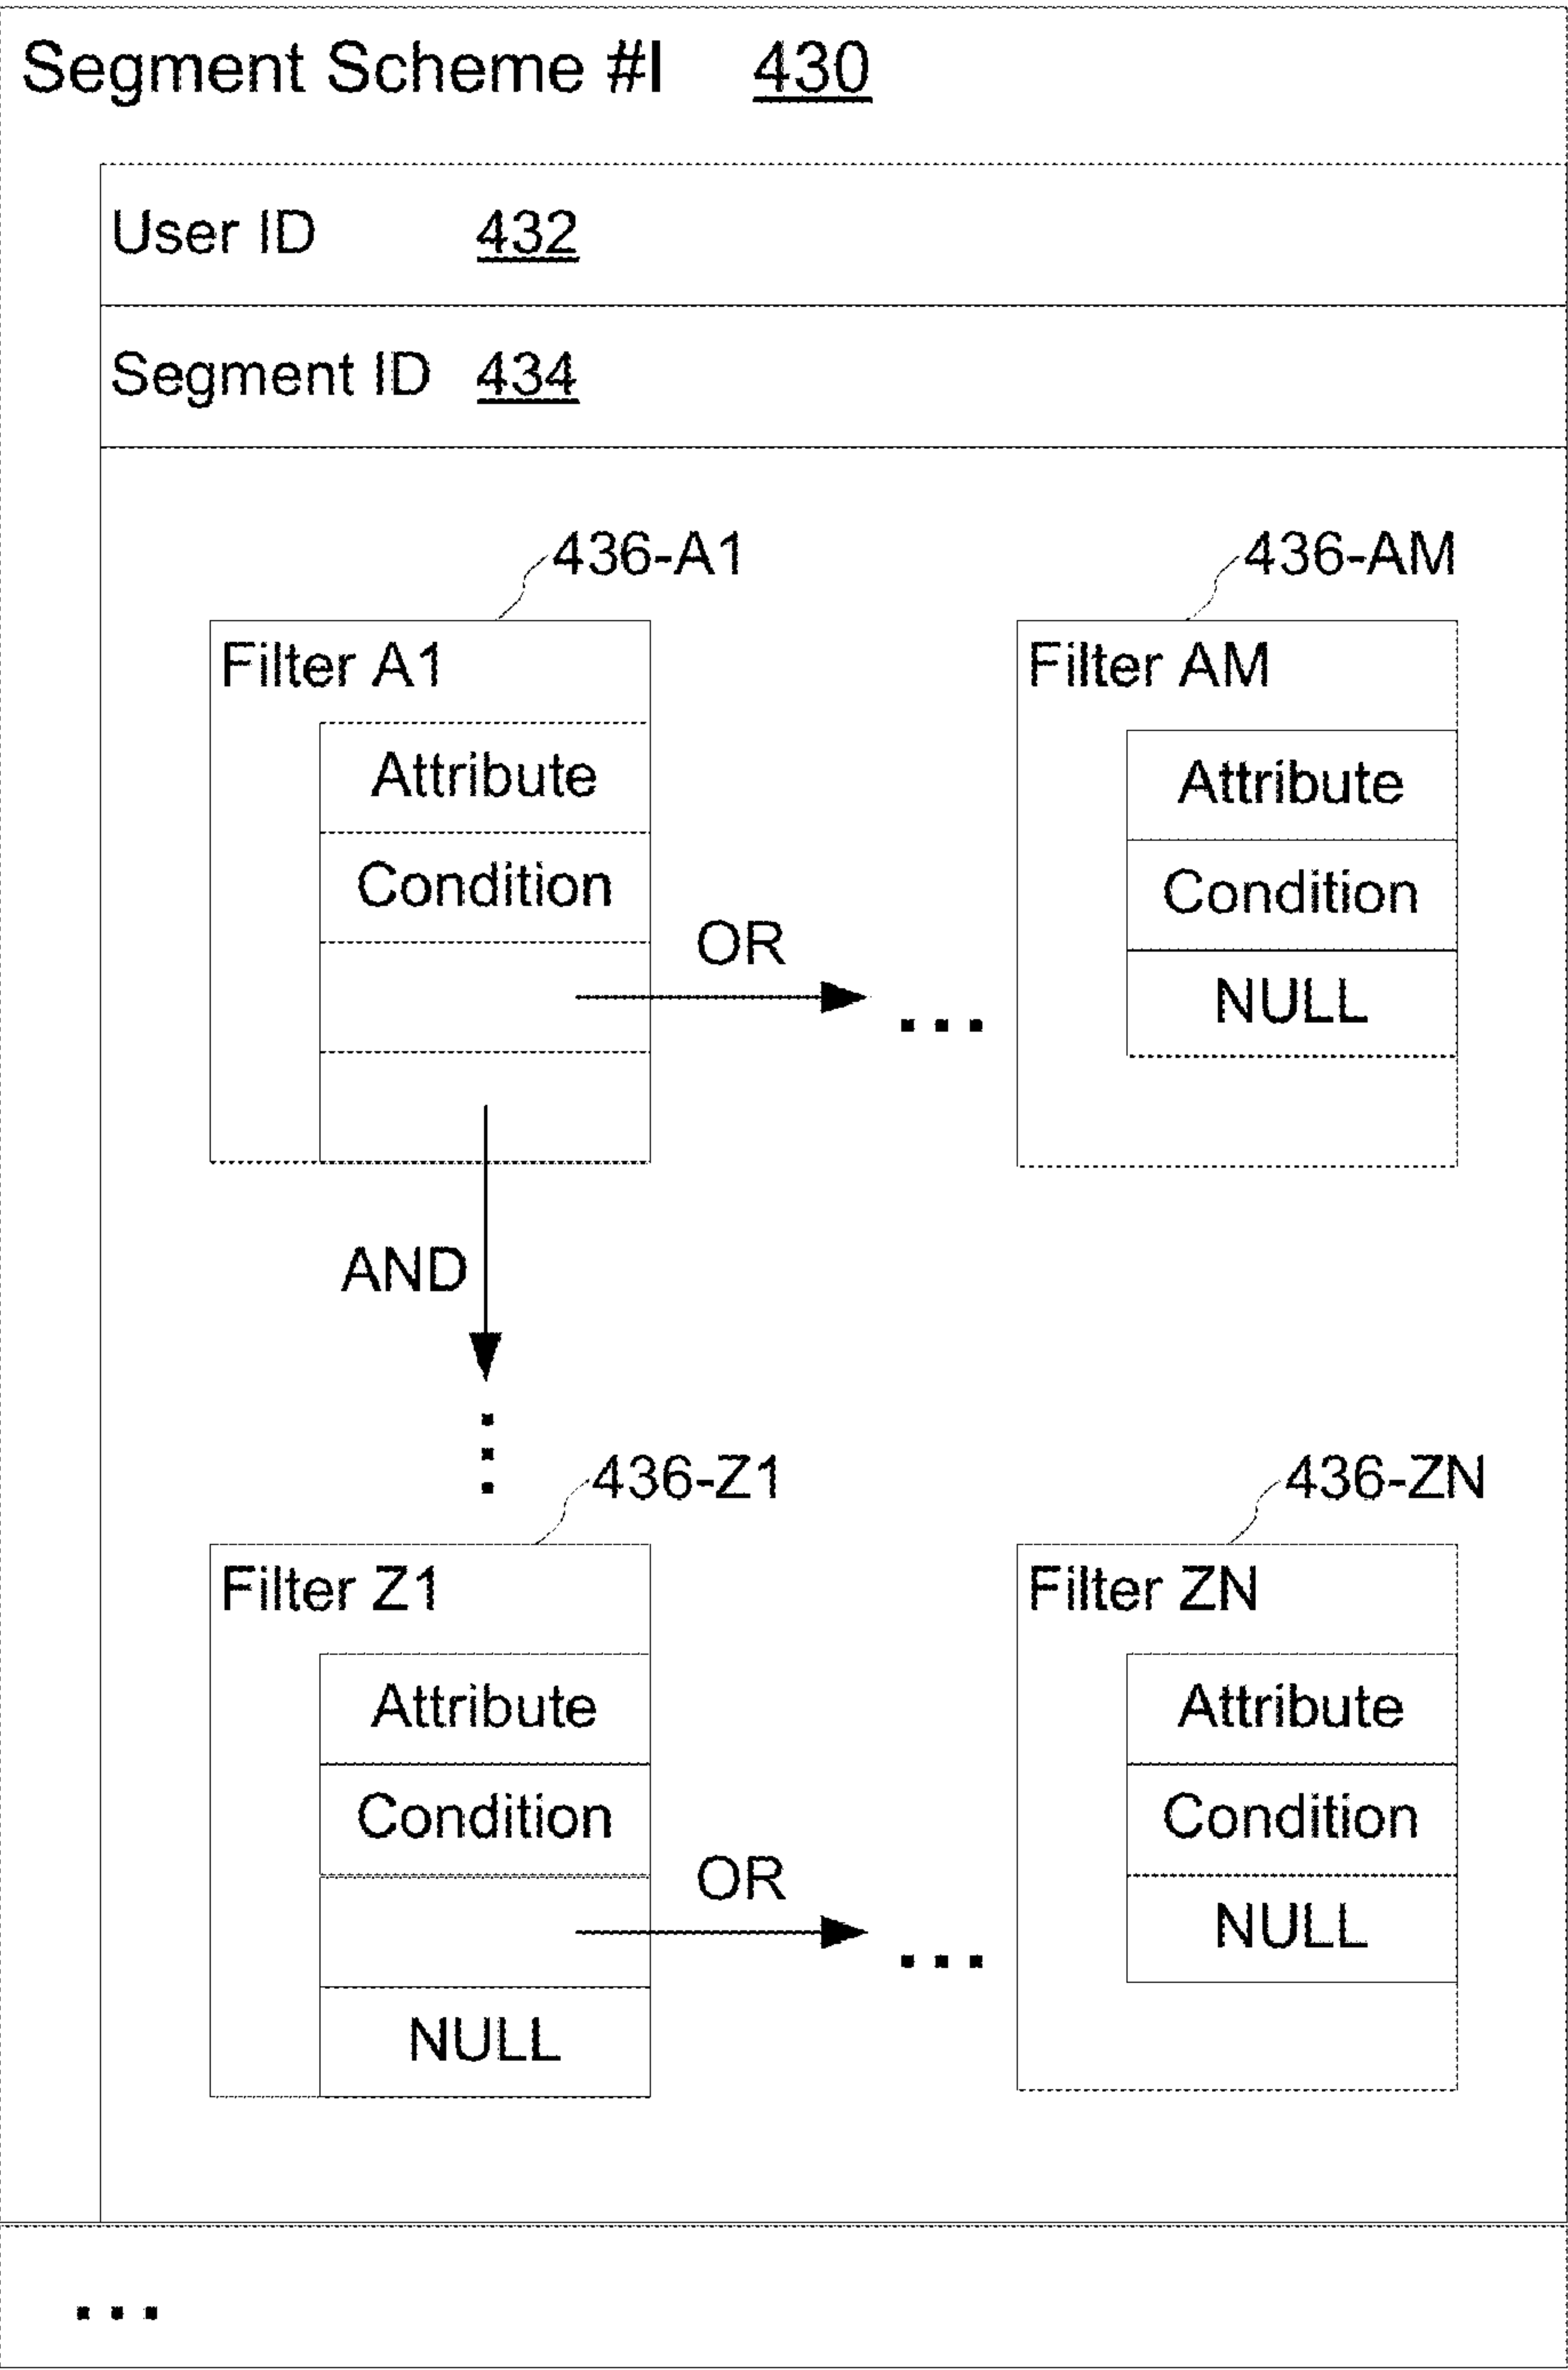 Segment Scheme #I 430
User ID 432
Segment ID 434
436-A1
436-AM
Filter A1
Filter AM
Attribute
Attribute
Condition
Condition
OR
...
NULL
AND
436-Z1
436-ZN
Filter Z1
Filter ZN
Attribute
Attribute
Condition
Condition
OR
...
NULL
NULL
...